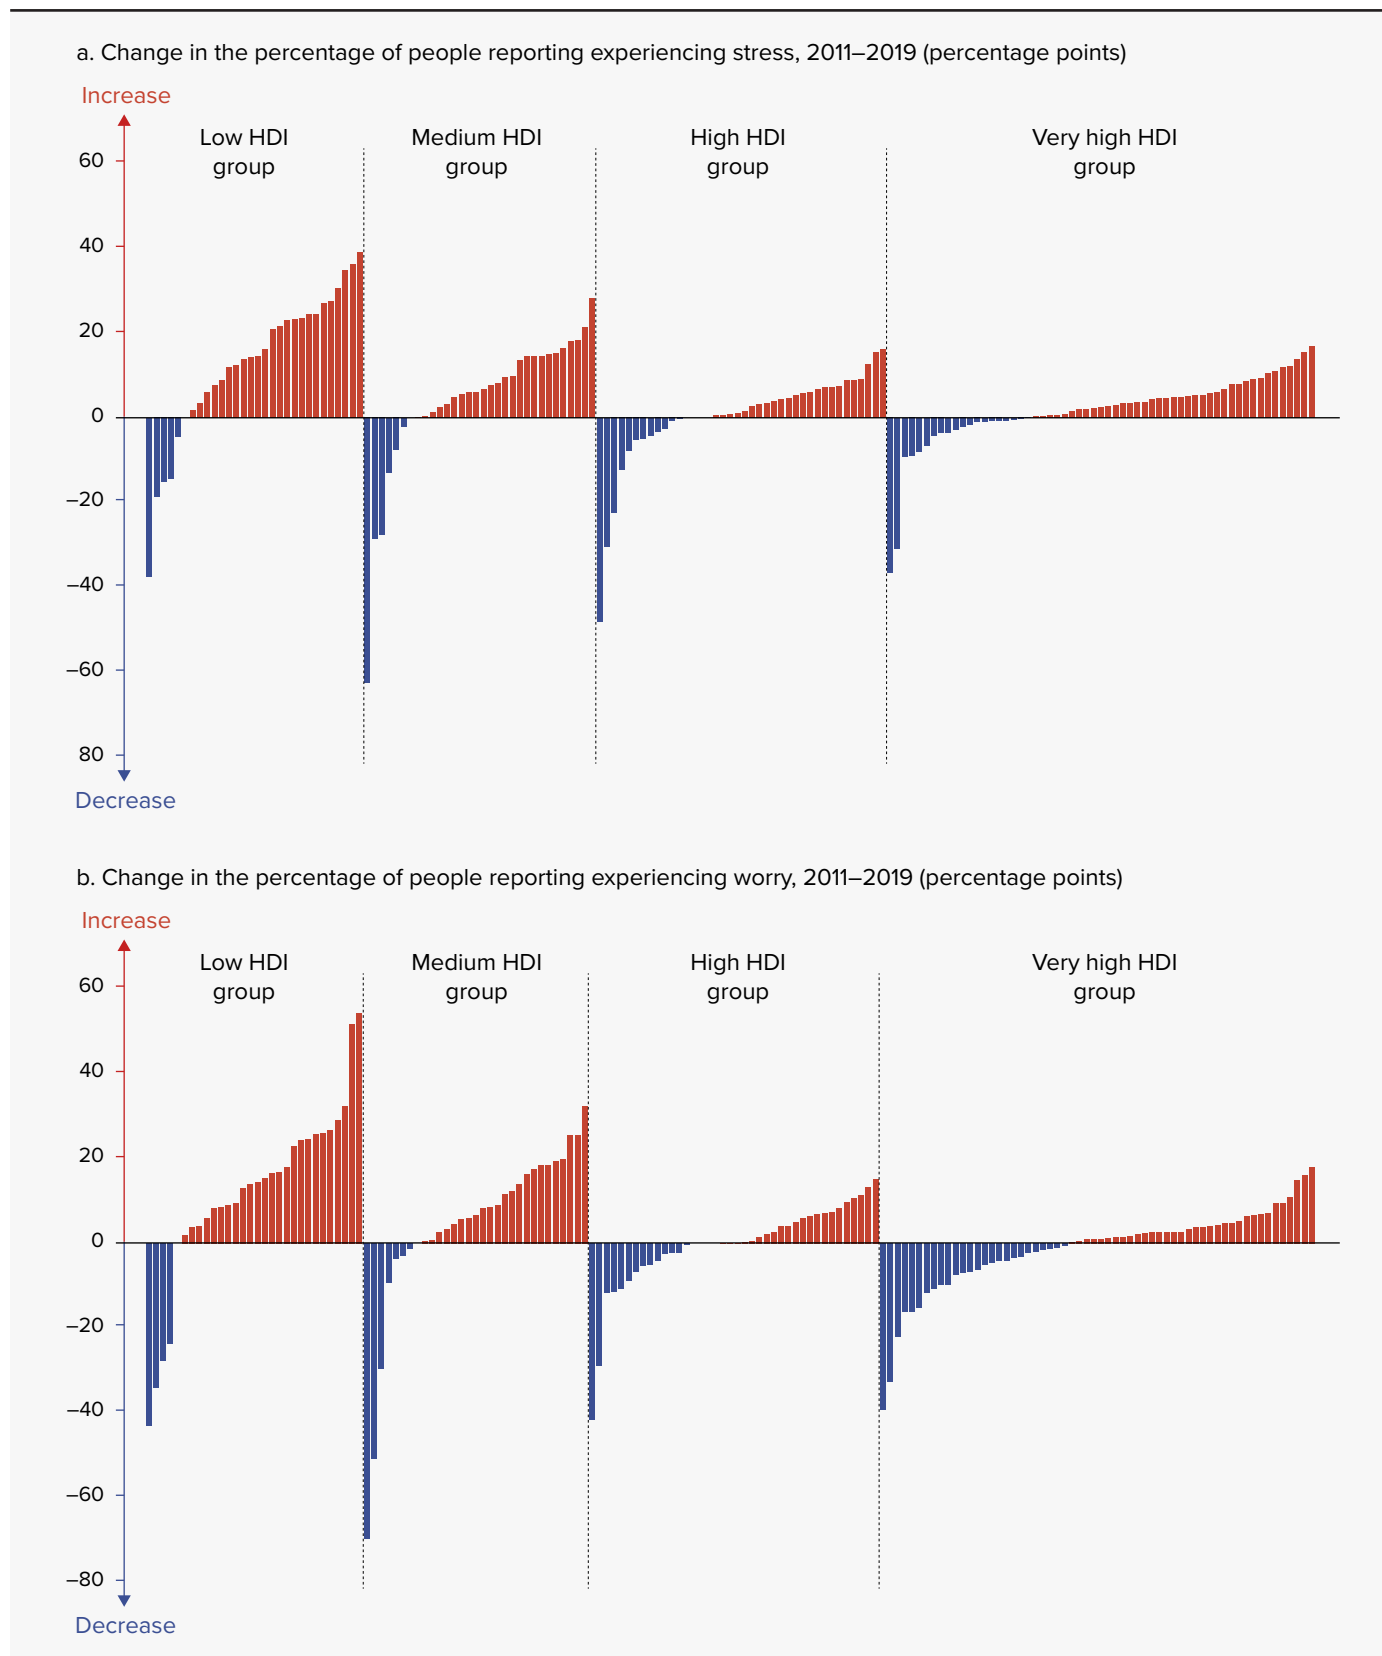 a. Change in the percentage of people reporting experiencing stress, 2011–2019 (percentage points)
Increase
Low HDI
group
Medium HDI
group
High HDI
group
Very high HDI
group
60
40
20
0
–20
–40
–60
80
Decrease
b. Change in the percentage of people reporting experiencing worry, 2011–2019 (percentage points)
Increase
Low HDI
group
Medium HDI
group
High HDI
group
Very high HDI
group
60
40
20
0
–20
–40
–60
–80
Decrease